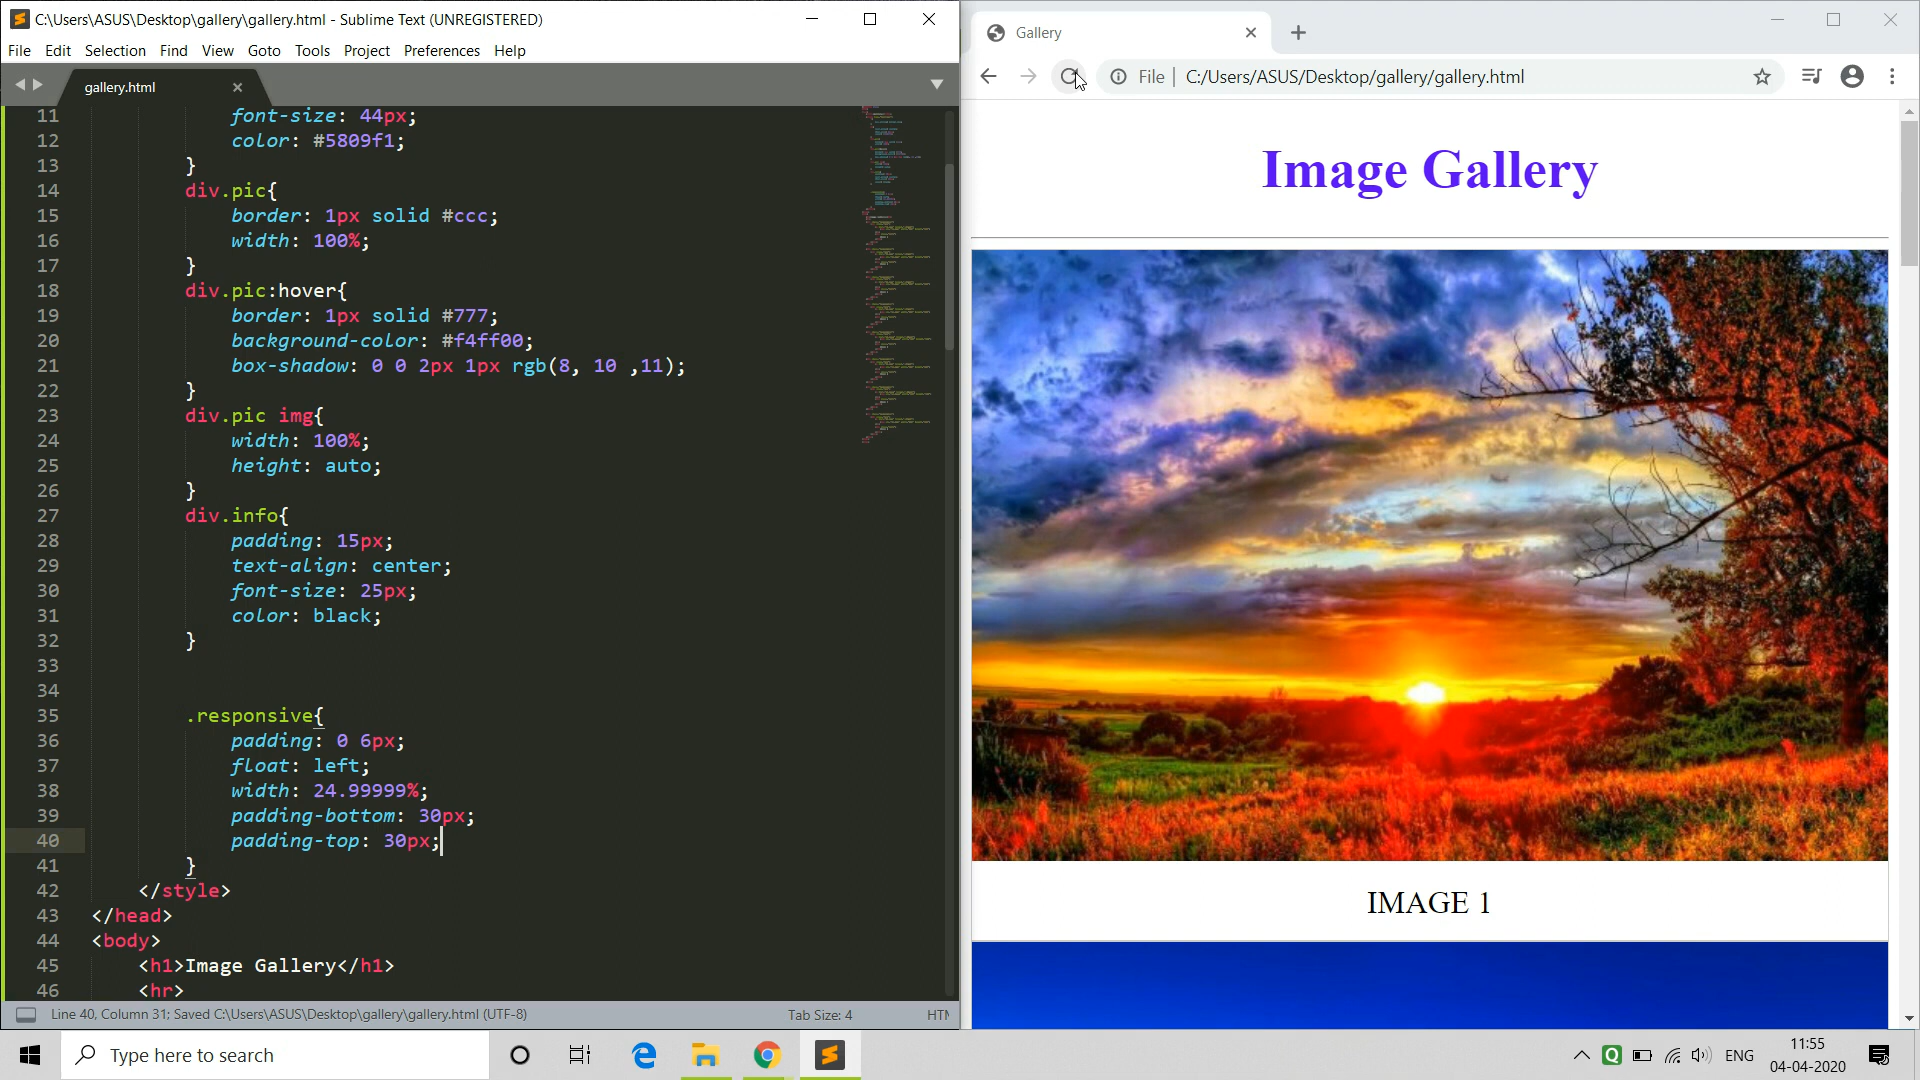 C:\Users\ASUS\Desktop\gallery\gallery.html - Sublime Text (UNREGISTERED)
File Edit Selection Find View Goto Tools Project Preferences Help
gallery.html
11 font-size: 44px;
12 color: #5809f1;
13 }
14 div.pic{
15 border: 1px solid #ccc;
16 width: 100%;
17 }
18 div.pic:hover{
19 border: 1px solid #777;
20 background-color: #f4ff00;
21 box-shadow: 0 0 2px 1px rgb(8, 10 ,11);
22 }
23 div.pic img{
24 width: 100%;
25 height: auto;
26 }
27 div.info{
28 padding: 15px;
29 text-align: center;
30 font-size: 25px;
31 color: black;
32 }
33
34
35 .responsive{
36 padding: 0 6px;
37 float: left;
38 width: 24.99999%;
39 padding-bottom: 30px;
40 padding-top: 30px;
41 }
42 </style>
43 </head>
44 <body>
45 <h1>Image Gallery</h1>
46 <hr>
Line 40, Column 31; Saved C:\Users\ASUS\Desktop\gallery\gallery.html (UTF-8)
Tab Size: 4
Gallery
File C:/Users/ASUS/Desktop/gallery/gallery.html
Image Gallery
IMAGE 1
Type here to search
ENG
11:55
04-04-2020